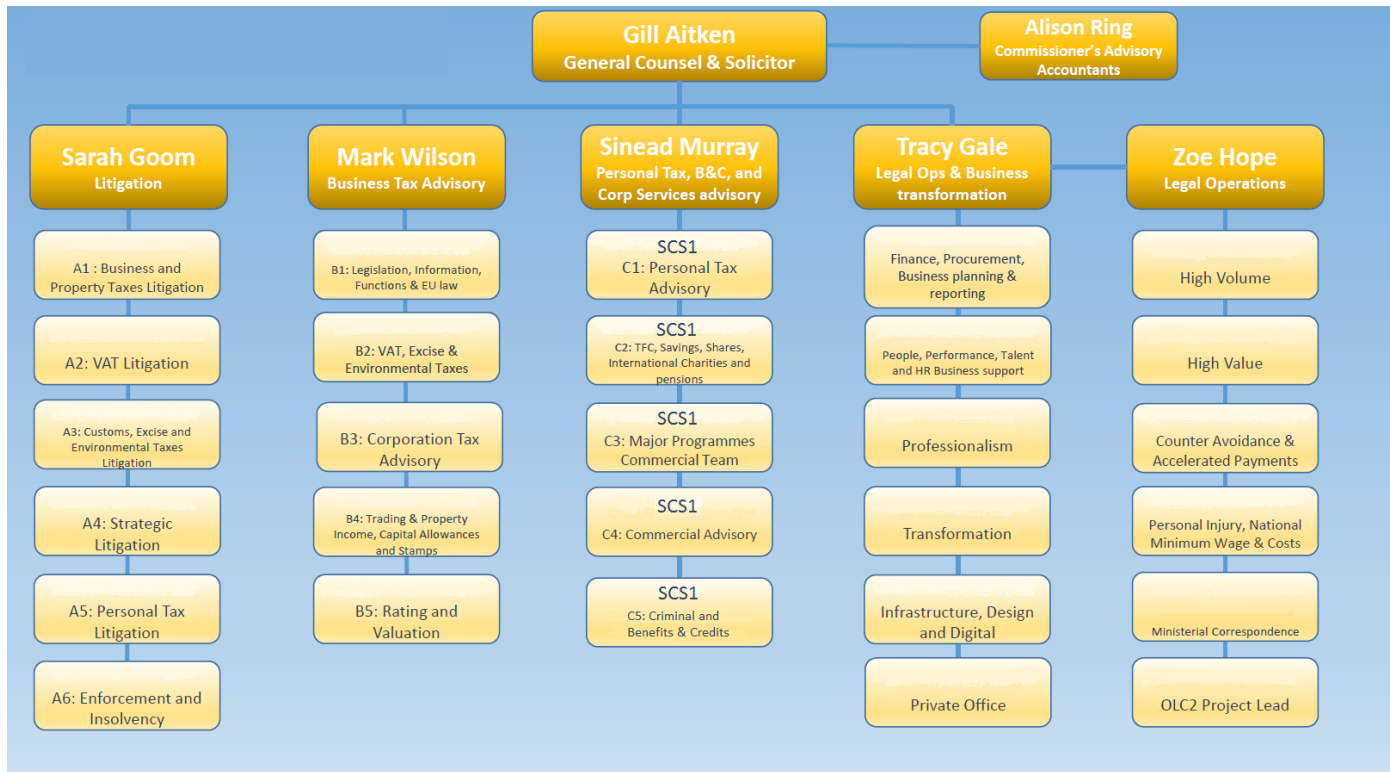 Gill Aitken
General Counsel & Solicitor
Alison Ring
Commissioner's Advisory
Accountants
Sarah Goom
Litigation
A1 : Business and
Property Taxes Litigation
A2: VAT Litigation
A3: Customs, Excise and
Environmental Taxes
Litigation
A4: Strategic
Litigation
A5: Personal Tax
Litigation
A6: Enforcement and
Insolvency
Mark Wilson
Business Tax Advisory
B1: Legislation, Information,
Functions & EU law
B2: VAT, Excise &
Environmental Taxes
B3: Corporation Tax
Advisory
B4: Trading & Property
Income, Capital Allowances
and Stamps
B5: Rating and
Valuation
Sinead Murray
Personal Tax, B&C, and
Corp Services advisory
SCS1
C1: Personal Tax
Advisory
SCS1
C2: TFC, Savings, Shares,
International Charities and
pensions
SCS1
C3: Major Programmes
Commercial Team
SCS1
C4: Commercial Advisory
SCS1
C5: Criminal and
Benefits & Credits
Tracy Gale
Legal Ops & Business
transformation
Finance, Procurement,
Business planning &
reporting
People, Performance, Talent
and HR Business support
Professionalism
Transformation
Infrastructure, Design
and Digital
Private Office
Zoe Hope
Legal Operations
High Volume
High Value
Counter Avoidance &
Accelerated Payments
Personal Injury, National
Minimum Wage & Costs
Ministerial Correspondence
OLC2 Project Lead